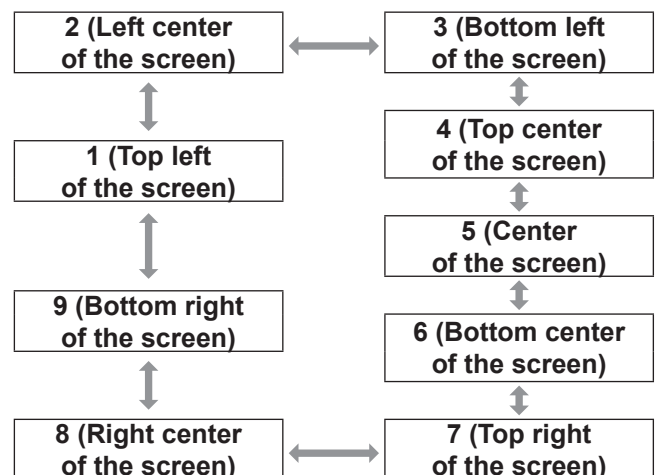 2 (Left center
of the screen)
3 (Bottom left
of the screen)
1 (Top left
of the screen)
4 (Top center
of the screen)
5 (Center
of the screen)
9 (Bottom right
of the screen)
6 (Bottom center
of the screen)
8 (Right center
of the screen)
7 (Top right
of the screen)